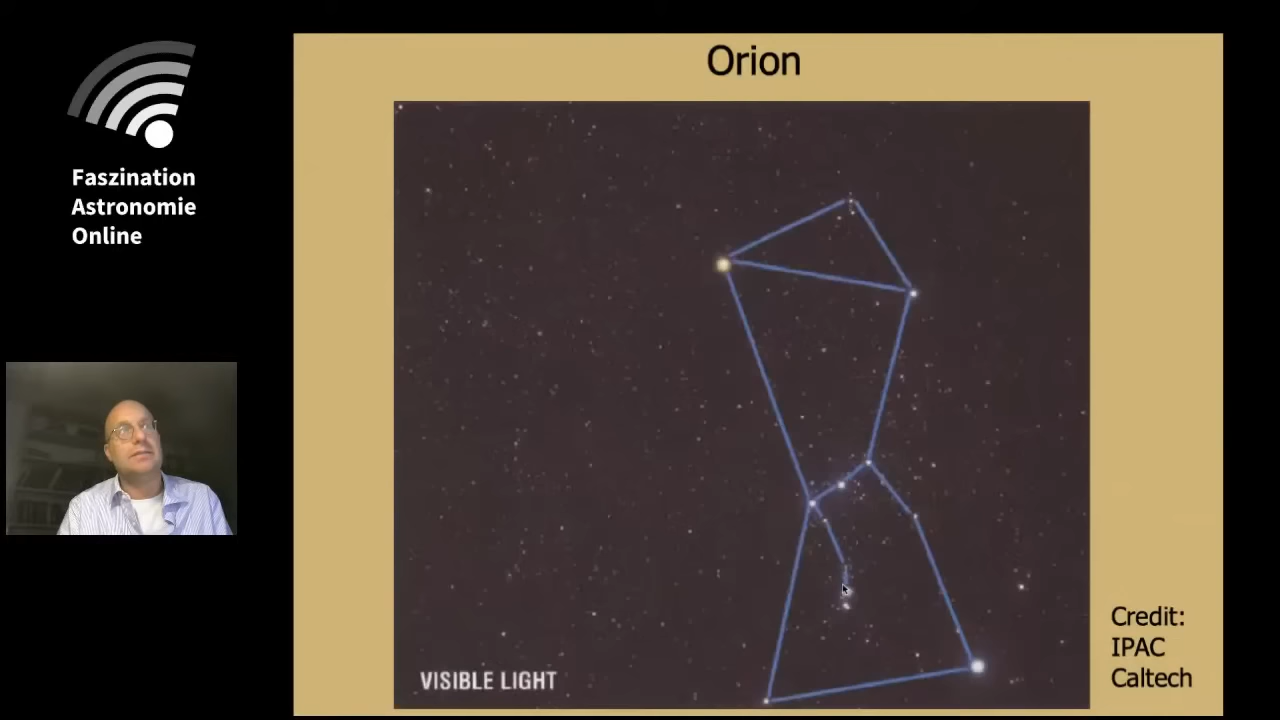 Faszination
Astronomie
Online
Orion
VISIBLE LIGHT
Credit:
IPAC
Caltech